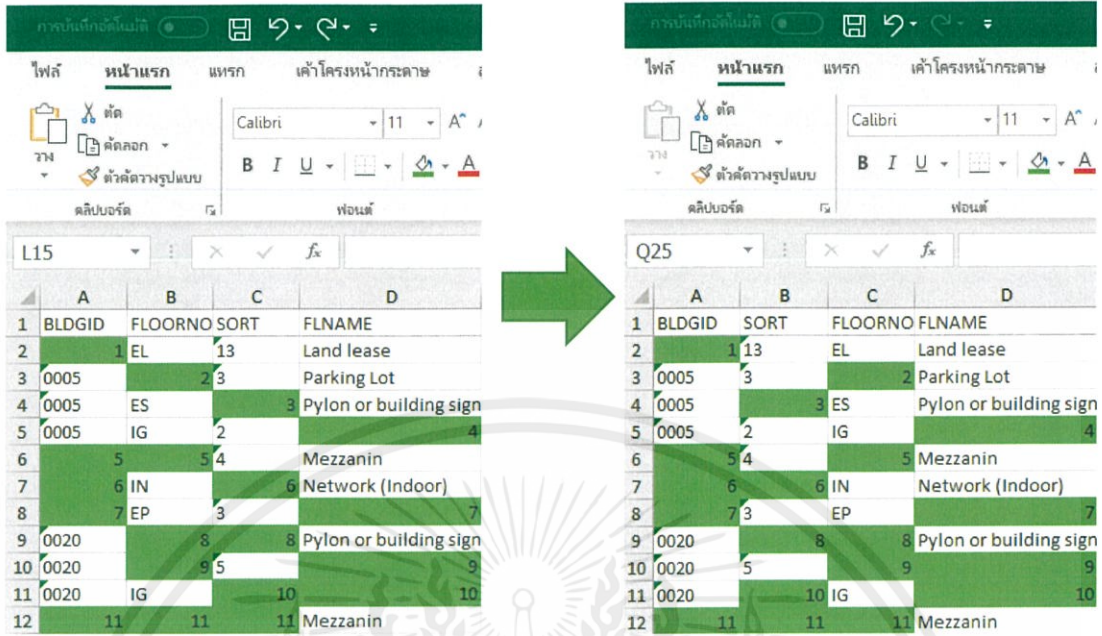 การบันทึกอัตโนมัติ
ไฟล์ หน้าแรก แทรก เค้าโครงหน้ากระดาษ
วาง
ตัด
คัดลอก
ตัวคัดวางรูปแบบ
Calibri 11 A^
B I U A
คลิปบอร์ด ฟอนต์
L15 fx
A B C D
1 BLDGID FLOORNO SORT FLNAME
2 1 EL 13 Land lease
3 0005 2 3 Parking Lot
4 0005 ES 3 Pylon or building sign
5 0005 IG 2 4
6 5 5 4 Mezzanin
7 6 IN 6 Network (Indoor)
8 7 EP 3 7
9 0020 8 8 Pylon or building sign
10 0020 9 5 9
11 0020 IG 10 10
12 11 11 11 Mezzanin
การบันทึกอัตโนมัติ
ไฟล์ หน้าแรก แทรก เค้าโครงหน้ากระดาษ
วาง
ตัด
คัดลอก
ตัวคัดวางรูปแบบ
Calibri 11 A^
B I U A
คลิปบอร์ด ฟอนต์
Q25 fx
A B C D
1 BLDGID SORT FLOORNO FLNAME
2 1 13 EL Land lease
3 0005 3 2 Parking Lot
4 0005 3 ES Pylon or building sign
5 0005 2 IG 4
6 5 4 5 Mezzanin
7 6 6 IN Network (Indoor)
8 7 3 EP 7
9 0020 8 8 Pylon or building sign
10 0020 5 9 9
11 0020 10 IG 10
12 11 11 11 Mezzanin